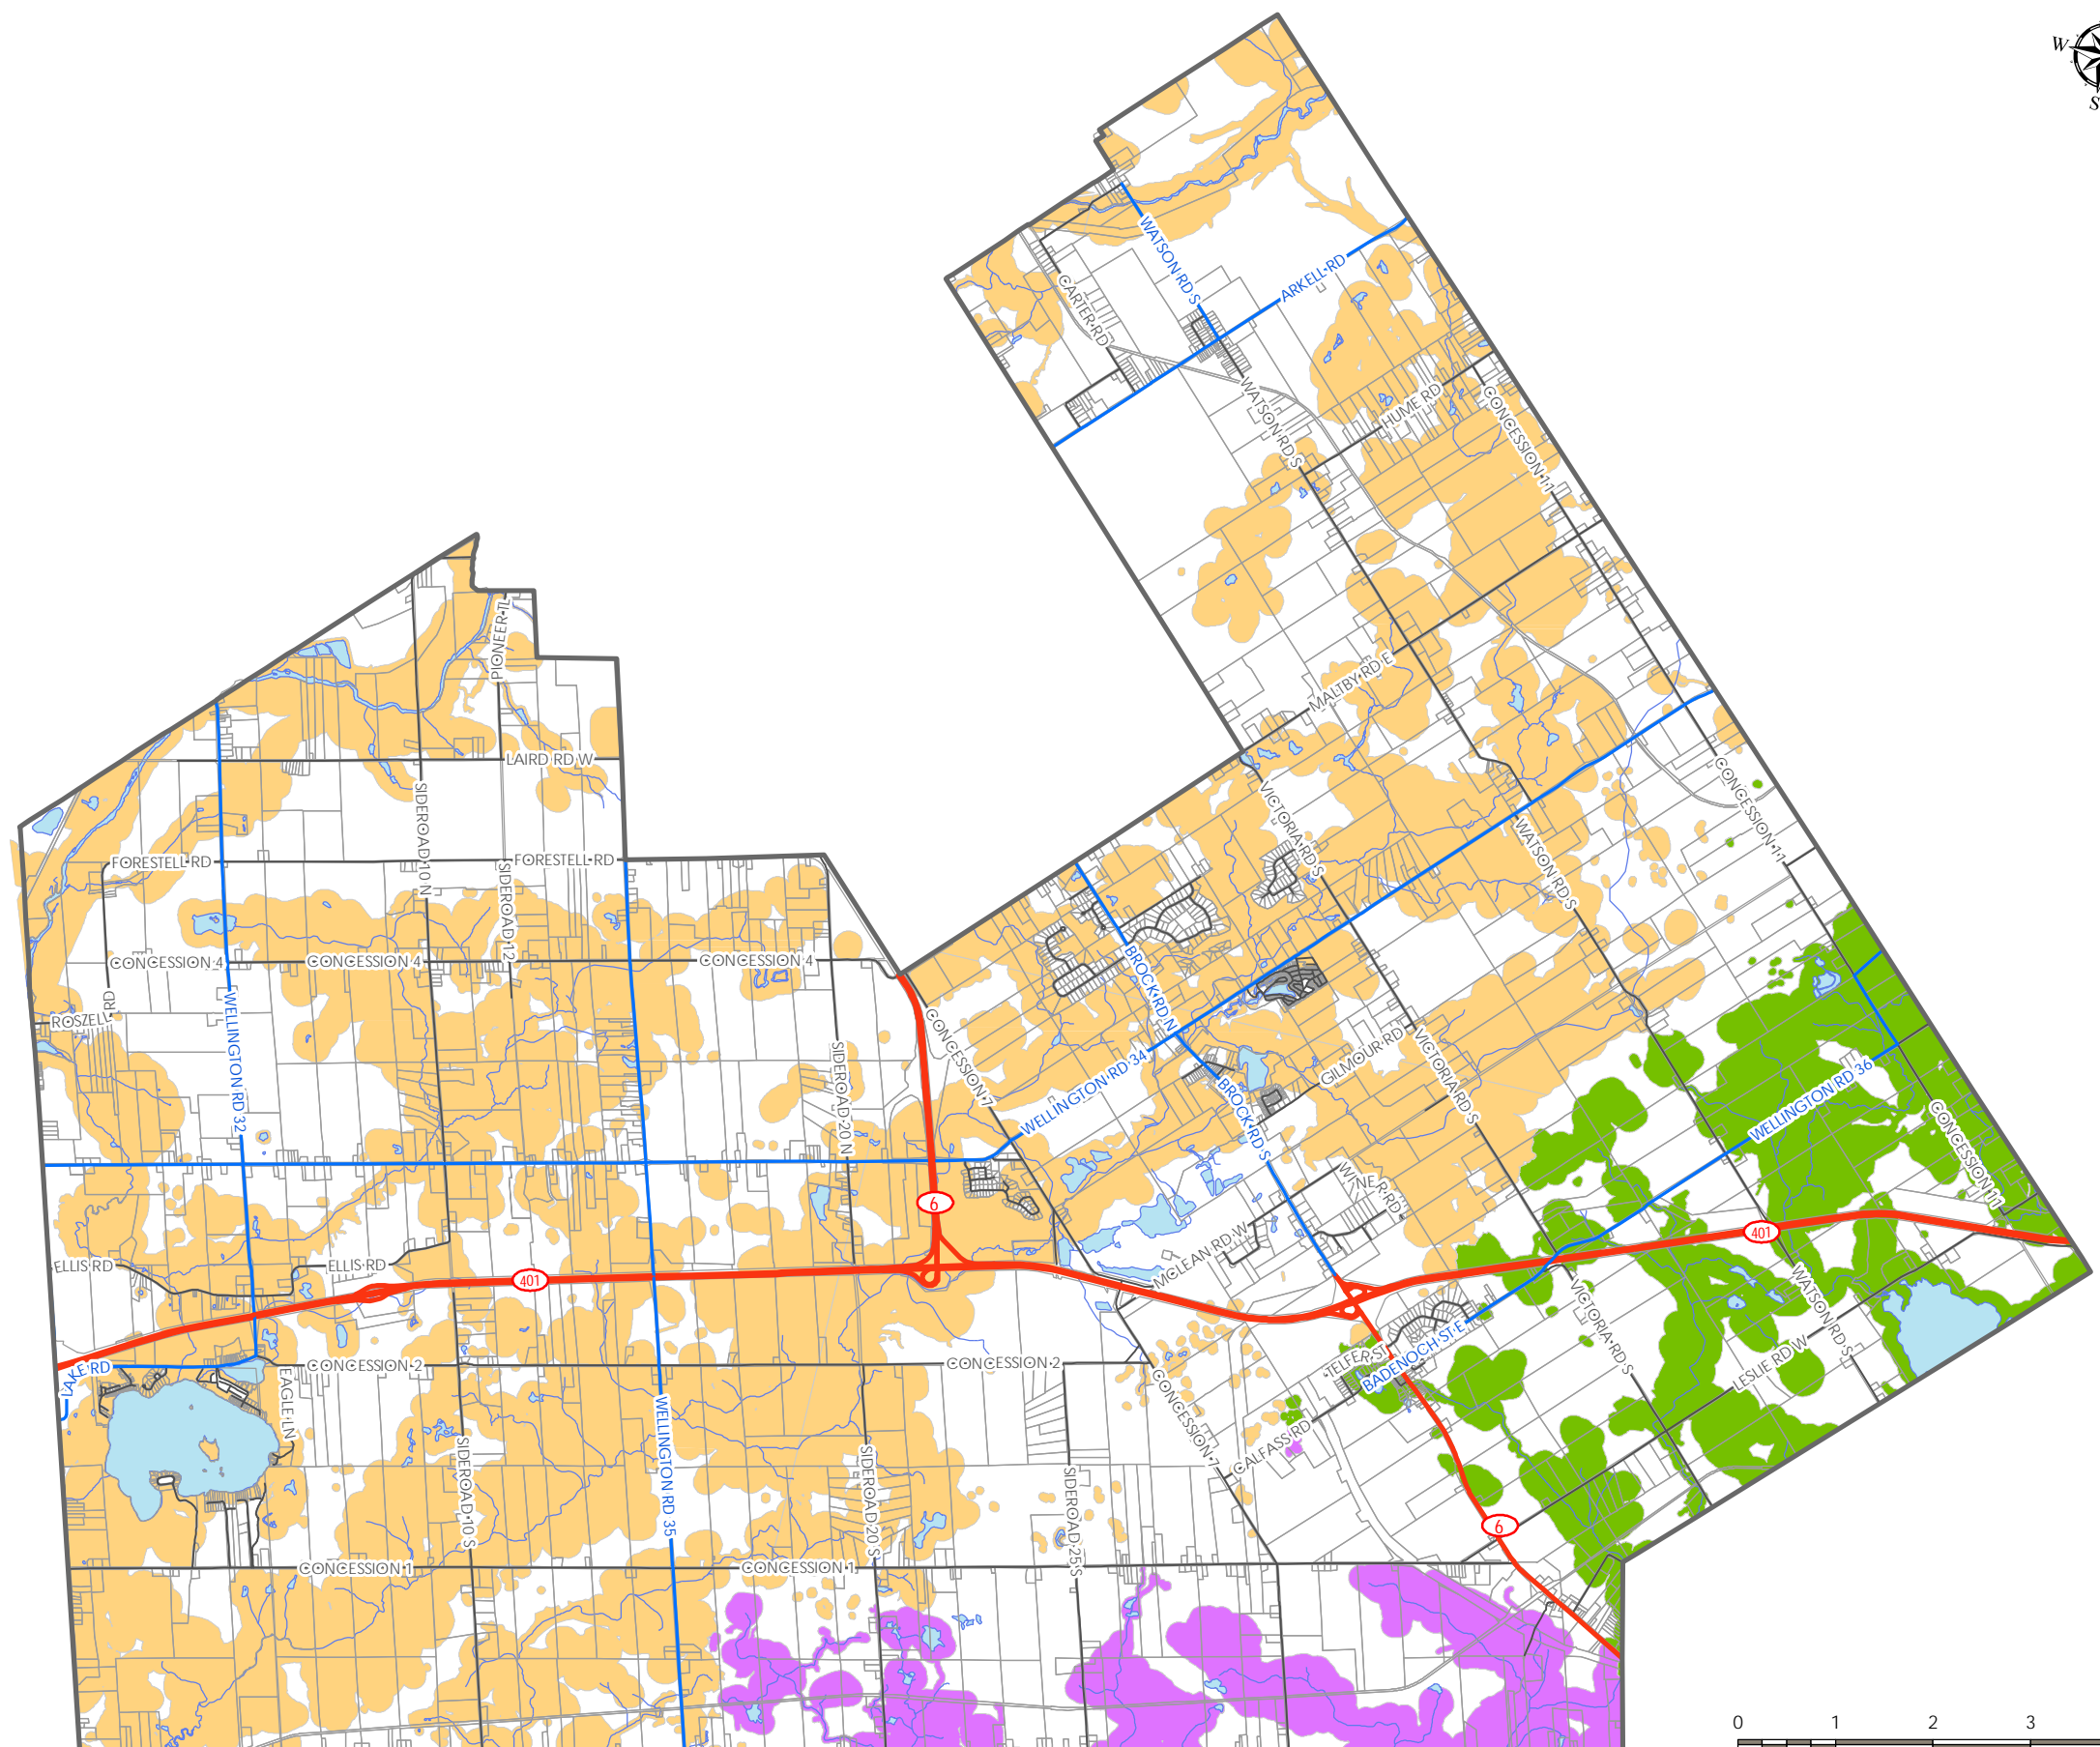 W
S
WATSON RD S
ARKELL RD
CARTER RD
WATSON RD S
HUME RD
CONCESSION 11
PIONEER TL
MALTBY RD E
LAIRD RD W
SIDEROAD 10 N
VICTORIA RD S
CONCESSION 11
WATSON RD S
FORESTELL RD
FORESTELL RD
SIDEROAD 12
CONCESSION 4
CONCESSION 4
CONCESSION 4
BROCK RD N
ROSZELL RD
WELLINGTON RD 32
SIDEROAD 20 N
CONCESSION 7
WELLINGTON RD 34
GILMOUR RD
VICTORIA RD S
BROCK RD S
WELLINGTON RD 36
CONCESSION 11
WINER RD
6
MCLEAN RD W
401
ELLIS RD
ELLIS RD
401
WATSON RD S
VICTORIA RD S
LAKE RD
CONCESSION 2
CONCESSION 2
TELFER ST
BADENOCH ST E
LESLIE RD W
EAGLE LN
CONCESSION 7
CALFASS RD
WELLINGTON RD 35
SIDEROAD 10 S
SIDEROAD 20 S
SIDEROAD 25 S
6
CONCESSION 1
CONCESSION 1
0 1 2 3